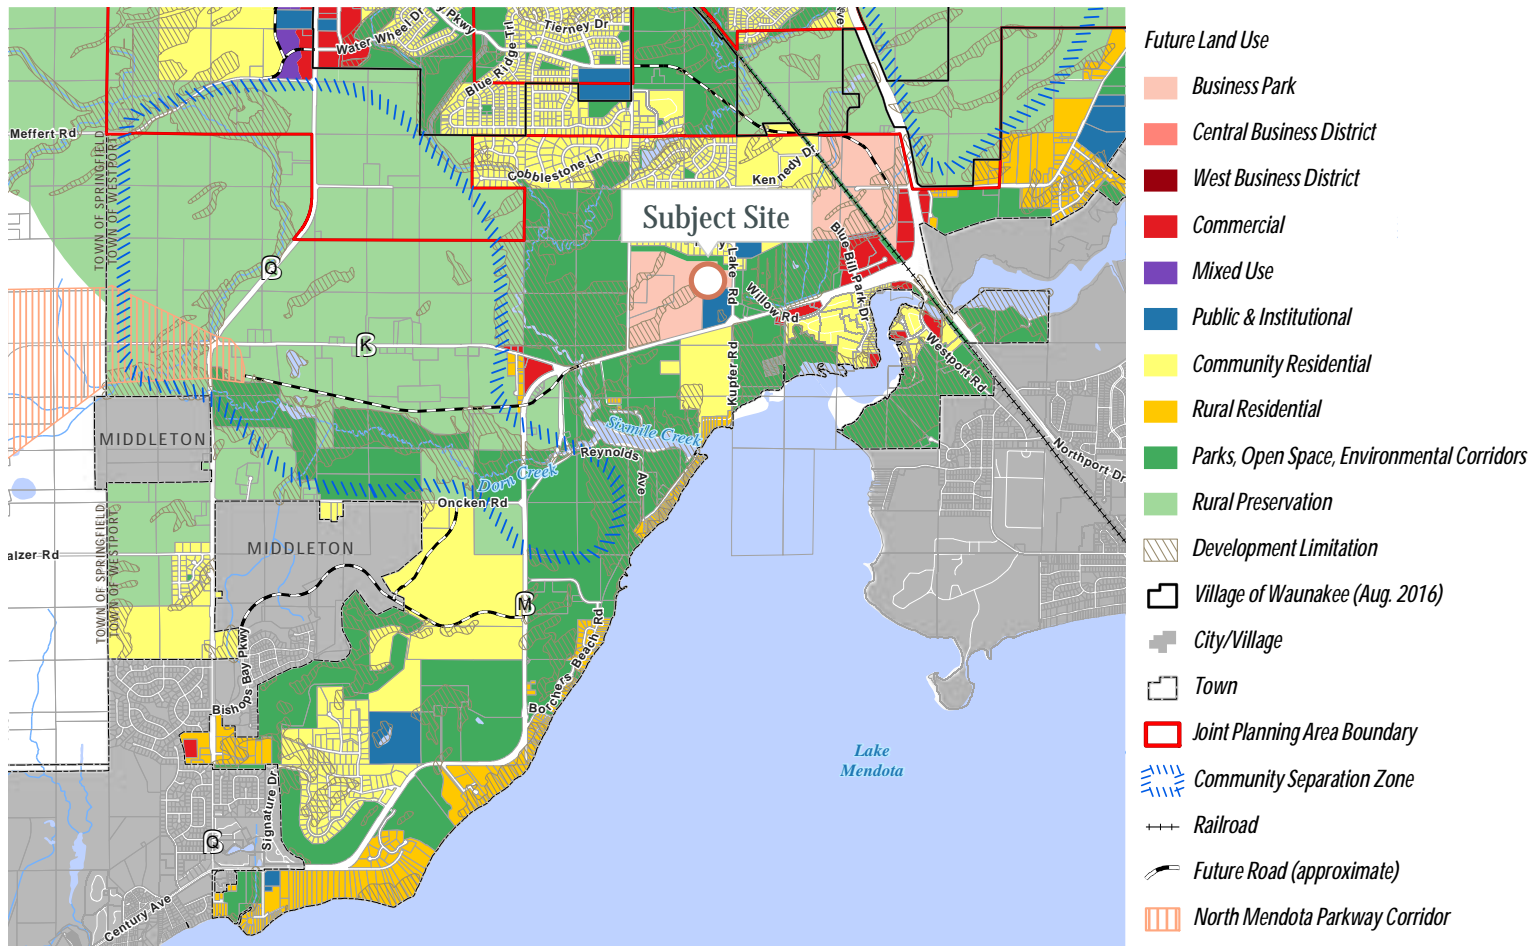 y Pkwy
Tierney Dr
Ave
Water Wheel Dr
Blue Ridge Trl
Meffert Rd
TOWN OF SPRINGFIELD
TOWN OF WESTPORT
Cobblestone Ln
Kennedy Dr
Subject Site
Lake Rd
Blue Bill Park Dr
Willow Rd
Q
K
Kupfer Rd
Westport Rd
MIDDLETON
Sixmile Creek
Reynolds
Ave
Dorn Creek
Northport Dr
Oncken Rd
TOWN OF SPRINGFIELD
TOWN OF WESTPORT
alzer Rd
MIDDLETON
M
Bishops Bay Pkwy
Borchers Beach Rd
Lake
Mendota
Signature Dr
Q
Century Ave
Future Land Use
Business Park
Central Business District
West Business District
Commercial
Mixed Use
Public & Institutional
Community Residential
Rural Residential
Parks, Open Space, Environmental Corridors
Rural Preservation
Development Limitation
Village of Waunakee (Aug. 2016)
City/Village
Town
Joint Planning Area Boundary
Community Separation Zone
Railroad
Future Road (approximate)
North Mendota Parkway Corridor